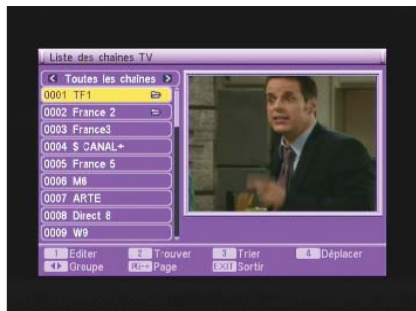 Liste des chaînes TV
Toutes les chaînes
0001 TF1
0002 France 2
0003 France3
0004 $ CANAL+
0005 France 5
0006 M6
0007 ARTE
0008 Direct 8
0009 W9
1 Editer 2 Trouver 3 Trier 4 Déplacer
Groupe PG+- Page EXIT Sortir